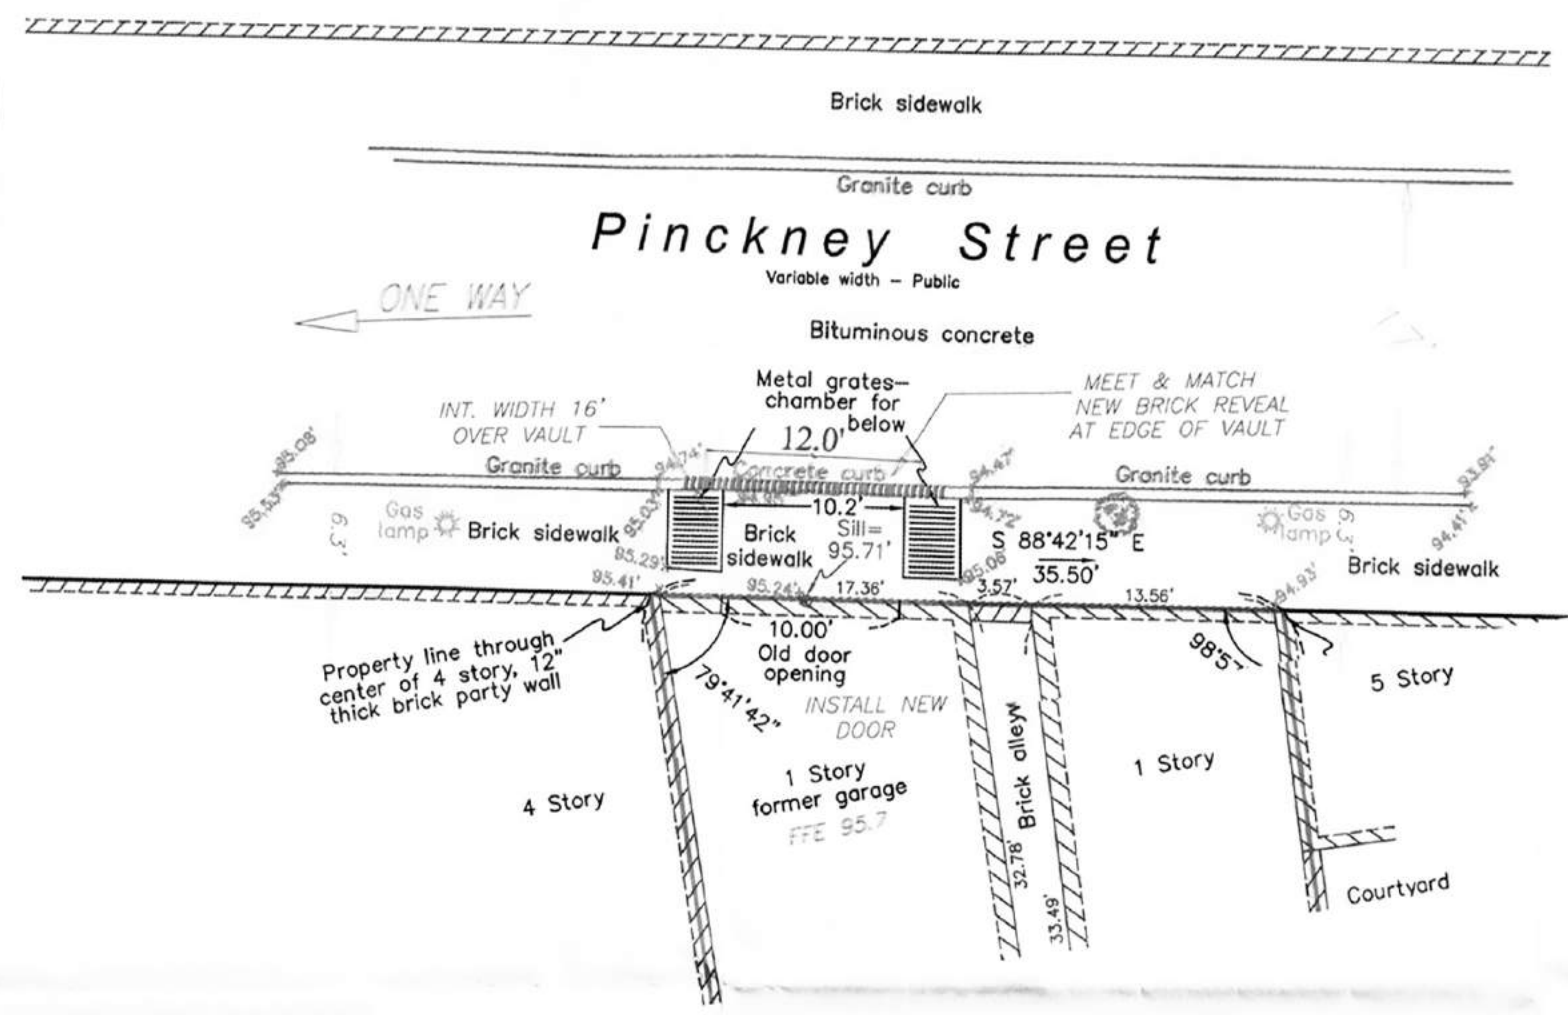 Brick sidewalk
Granite curb
Pinckney Street
Variable width – Public
ONE WAY
Bituminous concrete
Metal grates–
chamber for
below
12.0'
INT. WIDTH 16'
OVER VAULT
MEET & MATCH
NEW BRICK REVEAL
AT EDGE OF VAULT
95.08'
Granite curb
94.74'
Concrete curb
94.47'
Granite curb
93.91'
95.53'
6.3'
Gas
lamp
Brick sidewalk
95.03'
10.2'
94.72'
Brick
sidewalk
Sill=
95.71'
S 88°42'15" E
35.50'
Gas
lamp
6.3'
94.41'
Brick sidewalk
95.29'
95.41'
95.24'
17.36'
95.06'
3.57'
13.56'
94.93'
10.00'
Old door
opening
Property line through
center of 4 story, 12"
thick brick party wall
79°41'42"
INSTALL NEW
DOOR
5 Story
4 Story
1 Story
former garage
FFE 95.7
Brick alley
1 Story
32.78'
33.49'
Courtyard